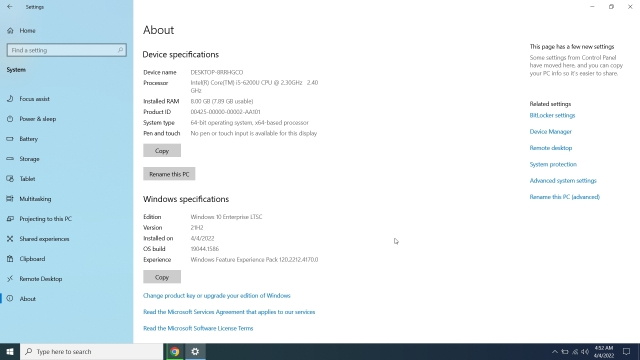 Settings
Home
Find a setting
System
Focus assist
Power & sleep
Battery
Storage
Tablet
Multitasking
Projecting to this PC
Shared experiences
Clipboard
Remote Desktop
About
About
Device specifications
Device name DESKTOP-8RRHGCO
Processor Intel(R) Core(TM) i5-6200U CPU @ 2.30GHz 2.40
GHz
Installed RAM 8.00 GB (7.89 GB usable)
Product ID 00425-00000-00002-AA101
System type 64-bit operating system, x64-based processor
Pen and touch No pen or touch input is available for this display
Copy
Rename this PC
Windows specifications
Edition Windows 10 Enterprise LTSC
Version 21H2
Installed on 4/4/2022
OS build 19044.1586
Experience Windows Feature Experience Pack 120.2212.4170.0
Copy
Change product key or upgrade your edition of Windows
Read the Microsoft Services Agreement that applies to our services
Read the Microsoft Software License Terms
This page has a few new settings
Some settings from Control Panel
have moved here, and you can copy
your PC info so it's easier to share.
Related settings
BitLocker settings
Device Manager
Remote desktop
System protection
Advanced system settings
Rename this PC (advanced)
Type here to search
4:52 AM
4/4/2022